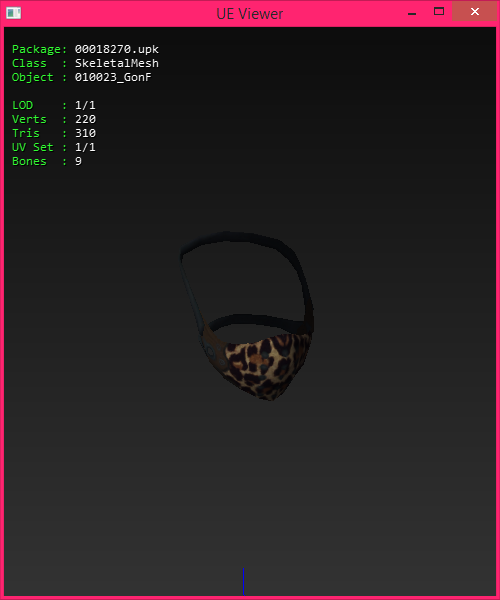 UE Viewer
Package: 00018270.upk
Class  : SkeletalMesh
Object : 010023_GonF
LOD    : 1/1
Verts  : 220
Tris   : 310
UV Set : 1/1
Bones  : 9